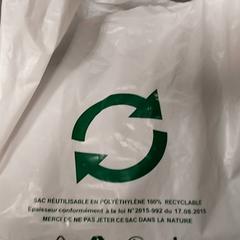 SAC RÉUTILISABLE EN POLYÉTHYLÈNE 100% RECYCLABLE
Epaisseur conformément à la loi N°2015-992 du 17.08.2015
MERCI DE NE PAS JETER CE SAC DANS LA NATURE